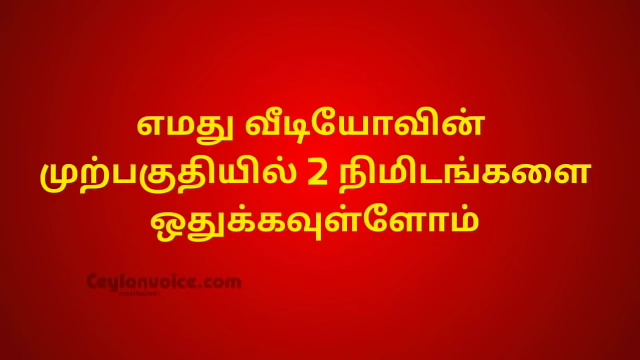 எமது வீடியோவின்
முற்பகுதியில் 2 நிமிடங்களை
ஒதுக்கவுள்ளோம்
Ceylonvoice.com